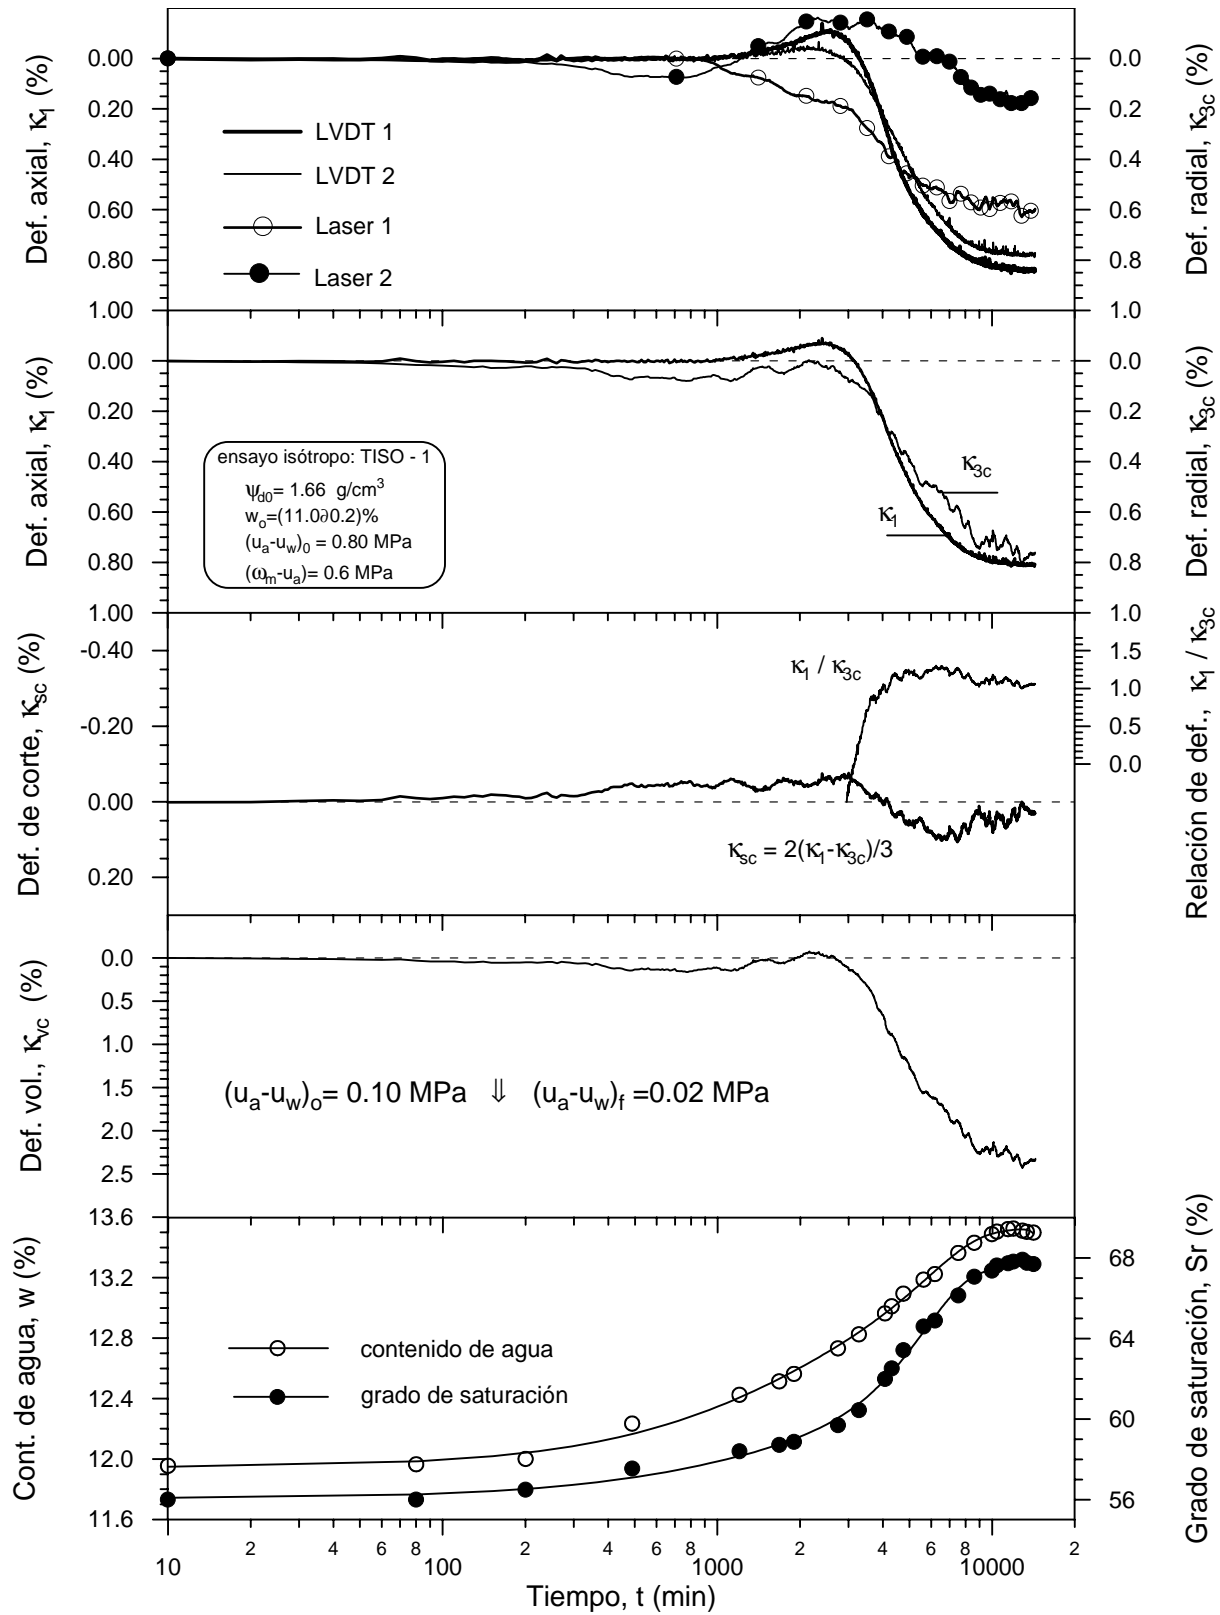 Def. axial, κ1 (%)
0.00
0.20
0.40
0.60
0.80
1.00
LVDT 1
LVDT 2
Laser 1
Laser 2
0.0
0.2
0.4
0.6
0.8
1.0
Def. radial, κ3c (%)
Def. axial, κ1 (%)
0.00
0.20
0.40
0.60
0.80
1.00
ensayo isótropo: TISO - 1
ψd0= 1.66 g/cm3
wo=(11.0∂0.2)%
(ua-uw)0 = 0.80 MPa
(ωm-ua)= 0.6 MPa
κ3c
κ1
0.0
0.2
0.4
0.6
0.8
1.0
Def. radial, κ3c (%)
Def. de corte, κsc (%)
-0.40
-0.20
0.00
0.20
κ1 / κ3c
κsc = 2(κ1-κ3c)/3
1.5
1.0
0.5
0.0
Relación de def., κ1 / κ3c
Def. vol., κvc (%)
0.0
0.5
1.0
1.5
2.0
2.5
(ua-uw)o= 0.10 MPa ⇓ (ua-uw)f =0.02 MPa
Cont. de agua, w (%)
13.6
13.2
12.8
12.4
12.0
11.6
contenido de agua
grado de saturación
68
64
60
56
Grado de saturación, Sr (%)
2 4 6 8 2 4 6 8 2 4 6 8 2
10 100 1000 10000
Tiempo, t (min)